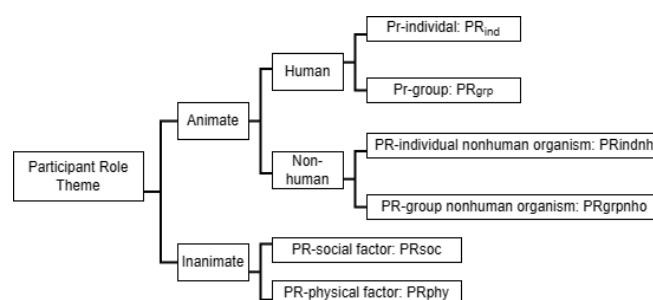 Pr-individal: PRind
Human
Pr-group: PRgrp
Animate
PR-individual nonhuman organism: PRindnh
Non-
human
Participant Role
Theme
PR-group nonhuman organism: PRgrpnho
PR-social factor: PRsoc
Inanimate
PR-physical factor: PRphy